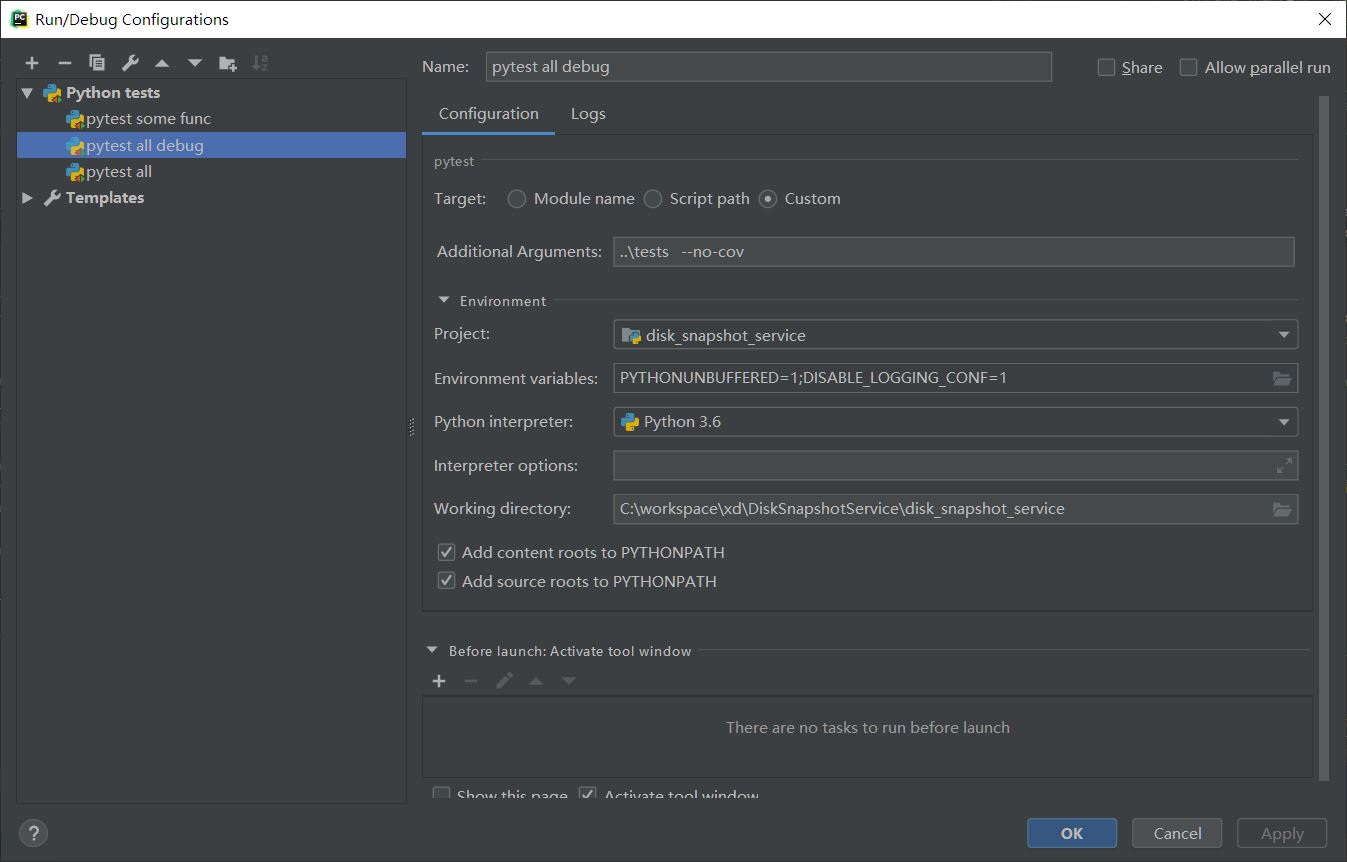 PC Run/Debug Configurations
Name: pytest all debug Share Allow parallel run
Python tests
pytest some func
pytest all debug
pytest all
Templates
Configuration Logs
pytest
Target: Module name Script path Custom
Additional Arguments: ..\tests --no-cov
Environment
Project: disk_snapshot_service
Environment variables: PYTHONUNBUFFERED=1;DISABLE_LOGGING_CONF=1
Python interpreter: Python 3.6
Interpreter options:
Working directory: C:\workspace\xd\DiskSnapshotService\disk_snapshot_service
Add content roots to PYTHONPATH
Add source roots to PYTHONPATH
Before launch: Activate tool window
There are no tasks to run before launch
Show this page Activate tool window
? OK Cancel Apply